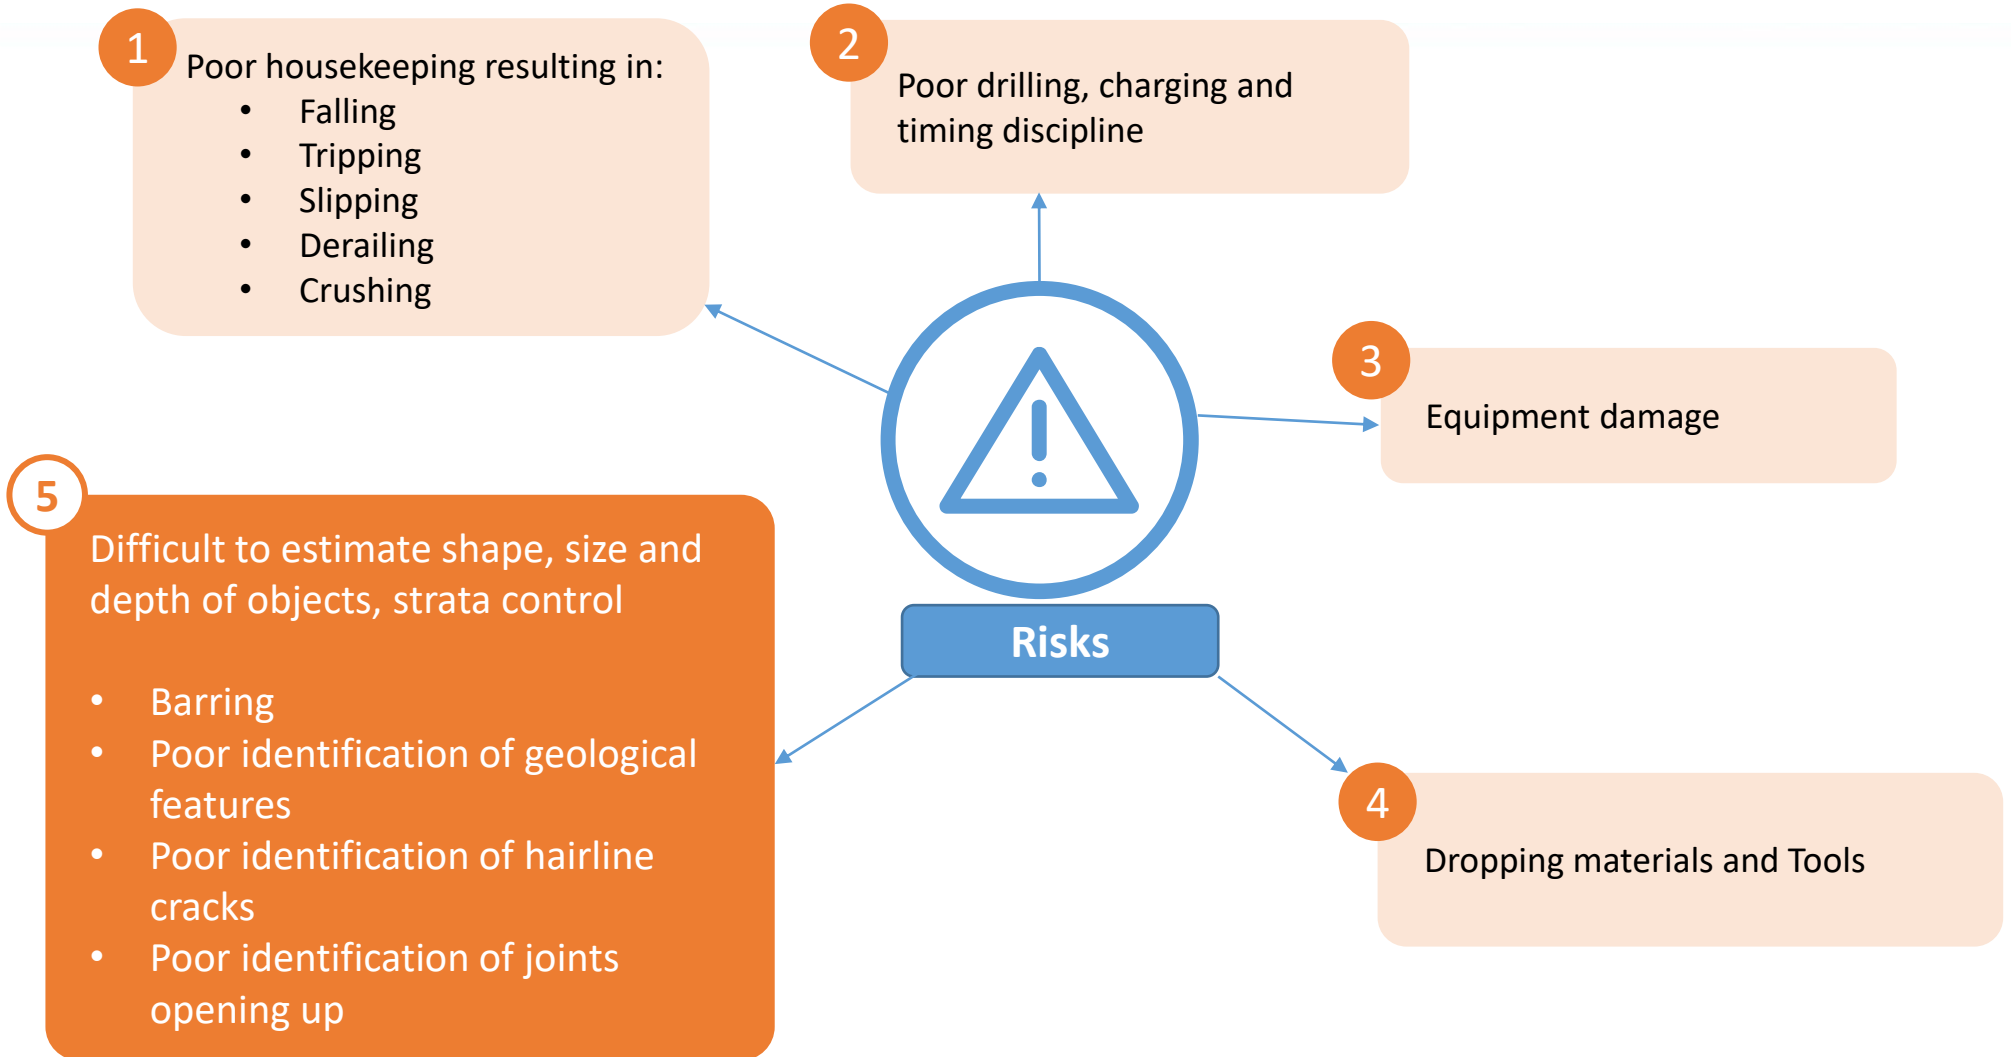 1
Poor housekeeping resulting in:
• Falling
• Tripping
• Slipping
• Derailing
• Crushing
2
Poor drilling, charging and
timing discipline
3
Equipment damage
4
Dropping materials and Tools
5
Difficult to estimate shape, size and
depth of objects, strata control
• Barring
• Poor identification of geological
features
• Poor identification of hairline
cracks
• Poor identification of joints
opening up
Risks